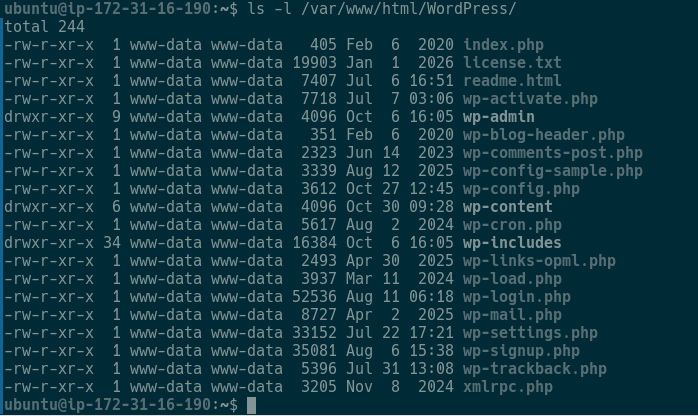 ubuntu@ip-172-31-16-190:~$ ls -l /var/www/html/WordPress/
total 244
-rw-r-xr-x  1 www-data www-data   405 Feb  6  2020 index.php
-rw-r-xr-x  1 www-data www-data 19903 Jan  1  2026 license.txt
-rw-r-xr-x  1 www-data www-data  7407 Jul  6 16:51 readme.html
-rw-r-xr-x  1 www-data www-data  7718 Jul  7 03:06 wp-activate.php
drwxr-xr-x  9 www-data www-data  4096 Oct  6 16:05 wp-admin
-rw-r-xr-x  1 www-data www-data   351 Feb  6  2020 wp-blog-header.php
-rw-r-xr-x  1 www-data www-data  2323 Jun 14  2023 wp-comments-post.php
-rw-r-xr-x  1 www-data www-data  3339 Aug 12  2025 wp-config-sample.php
-rw-r-xr-x  1 www-data www-data  3612 Oct 27 12:45 wp-config.php
drwxr-xr-x  6 www-data www-data  4096 Oct 30 09:28 wp-content
-rw-r-xr-x  1 www-data www-data  5617 Aug  2  2024 wp-cron.php
drwxr-xr-x 34 www-data www-data 16384 Oct  6 16:05 wp-includes
-rw-r-xr-x  1 www-data www-data  2493 Apr 30  2025 wp-links-opml.php
-rw-r-xr-x  1 www-data www-data  3937 Mar 11  2024 wp-load.php
-rw-r-xr-x  1 www-data www-data 52536 Aug 11 06:18 wp-login.php
-rw-r-xr-x  1 www-data www-data  8727 Apr  2  2025 wp-mail.php
-rw-r-xr-x  1 www-data www-data 33152 Jul 22 17:21 wp-settings.php
-rw-r-xr-x  1 www-data www-data 35081 Aug  6 15:38 wp-signup.php
-rw-r-xr-x  1 www-data www-data  5396 Jul 31 13:08 wp-trackback.php
-rw-r-xr-x  1 www-data www-data  3205 Nov  8  2024 xmlrpc.php
ubuntu@ip-172-31-16-190:~$